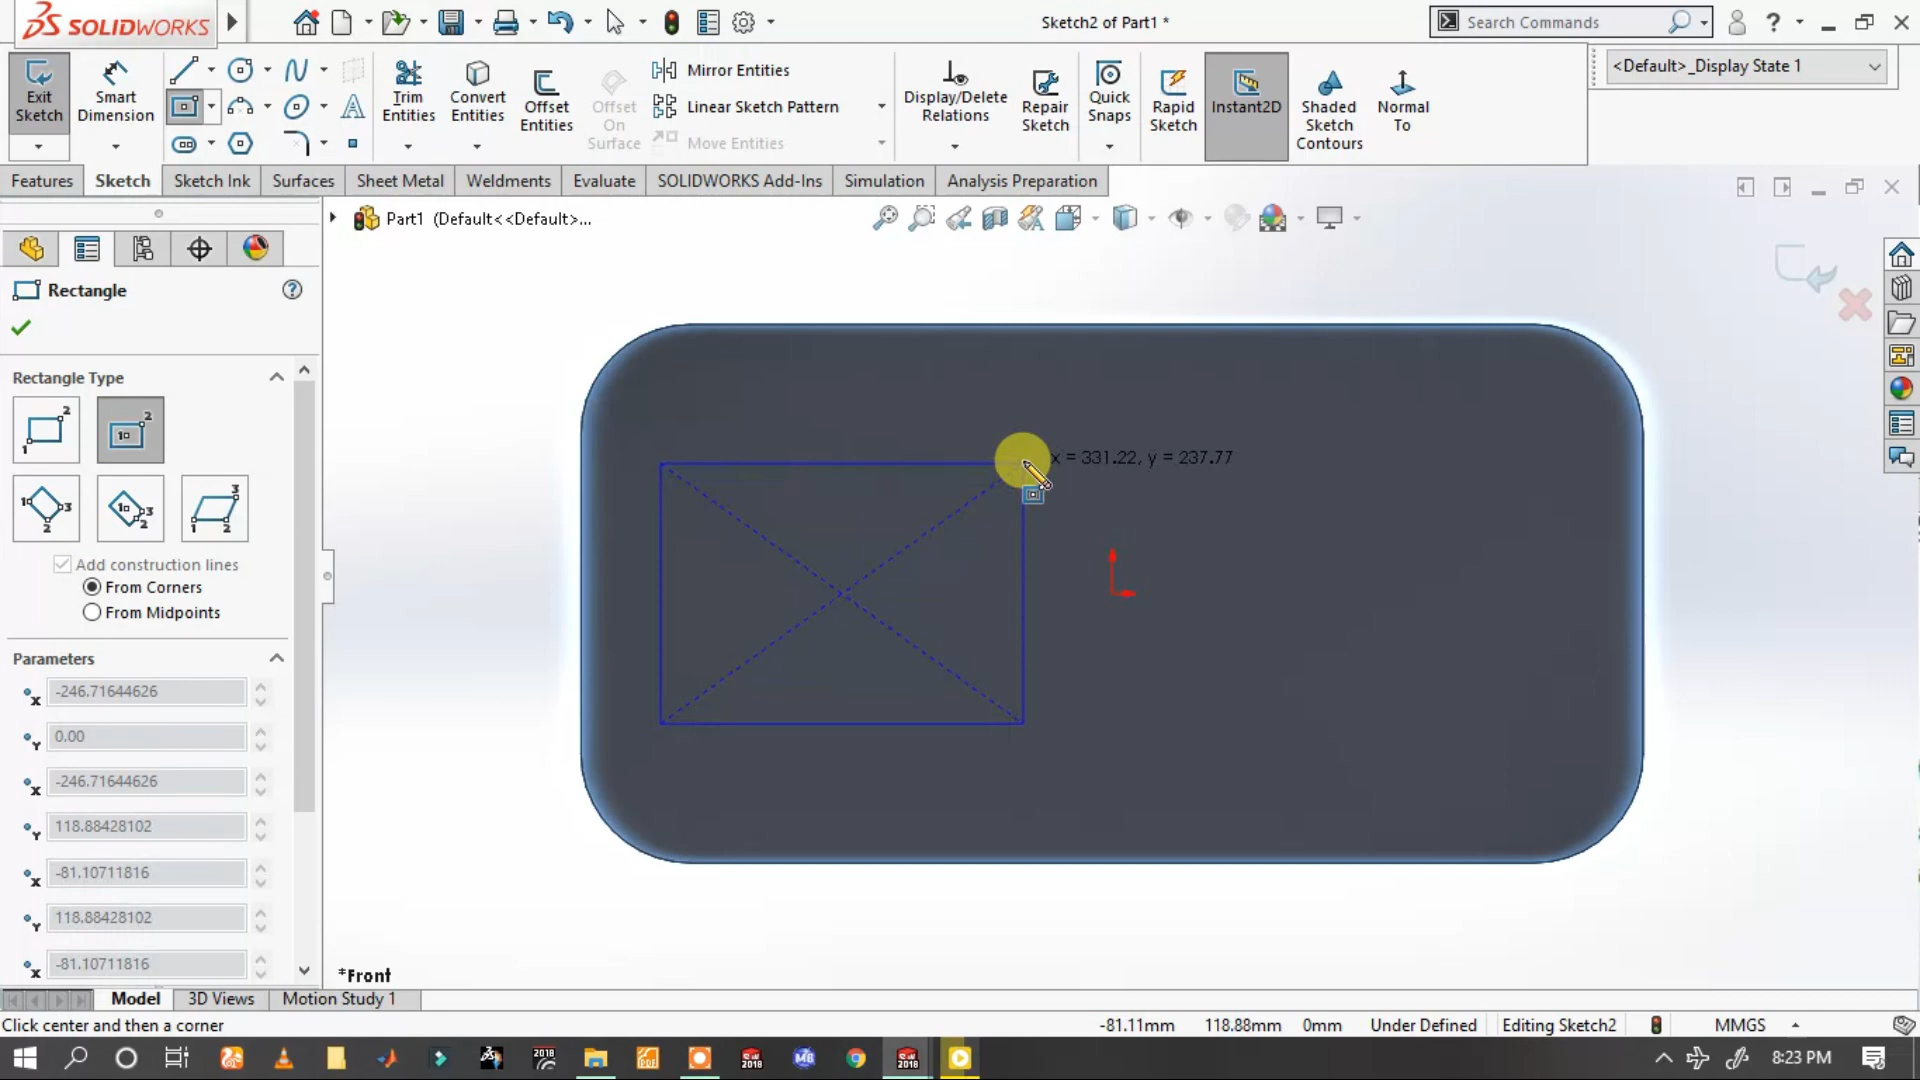 SOLIDWORKS
Sketch2 of Part1 *
Search Commands
?
Exit Sketch
Smart Dimension
Trim Entities
Convert Entities
Offset Entities
Offset On Surface
Mirror Entities
Linear Sketch Pattern
Move Entities
Display/Delete Relations
Repair Sketch
Quick Snaps
Rapid Sketch
Instant2D
Shaded Sketch Contours
Normal To
<Default>_Display State 1
Features
Sketch
Sketch Ink
Surfaces
Sheet Metal
Weldments
Evaluate
SOLIDWORKS Add-Ins
Simulation
Analysis Preparation
Part1 (Default<<Default>...
Rectangle
Rectangle Type
Add construction lines
From Corners
From Midpoints
Parameters
-246.71644626
0.00
-246.71644626
118.88428102
-81.10711816
118.88428102
-81.10711816
x = 331.22, y = 237.77
*Front
Model
3D Views
Motion Study 1
Click center and then a corner
-81.11mm
118.88mm
0mm
Under Defined
Editing Sketch2
MMGS
8:23 PM